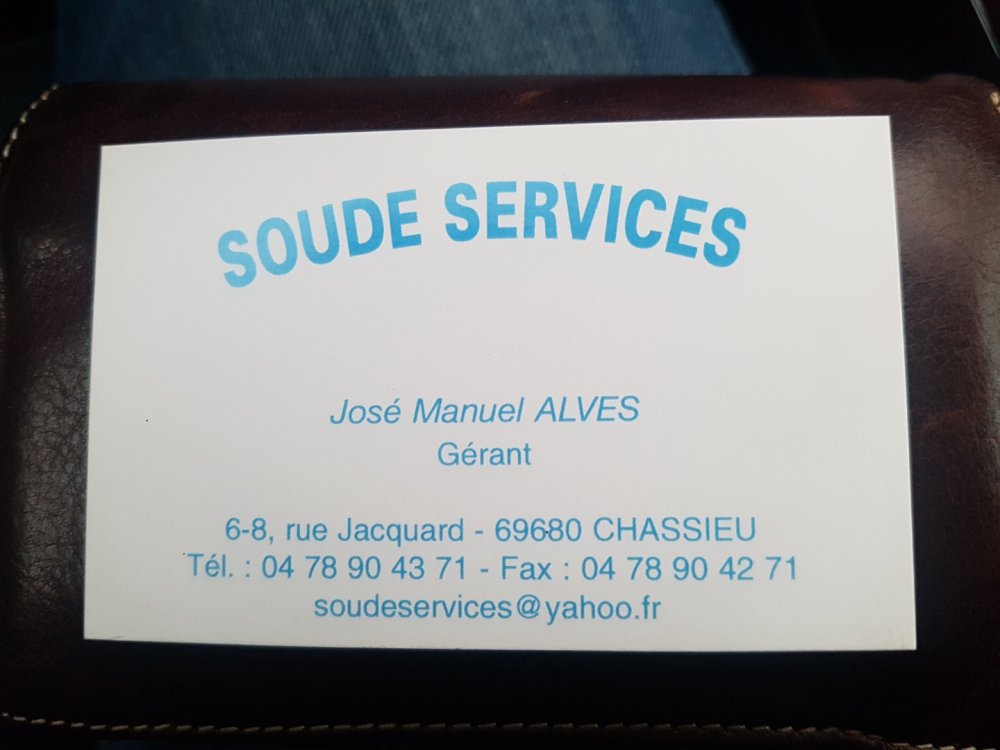 SOUDE SERVICES
José Manuel ALVES
Gérant
6-8, rue Jacquard - 69680 CHASSIEU
Tél. : 04 78 90 43 71 - Fax : 04 78 90 42 71
soudeservices@yahoo.fr